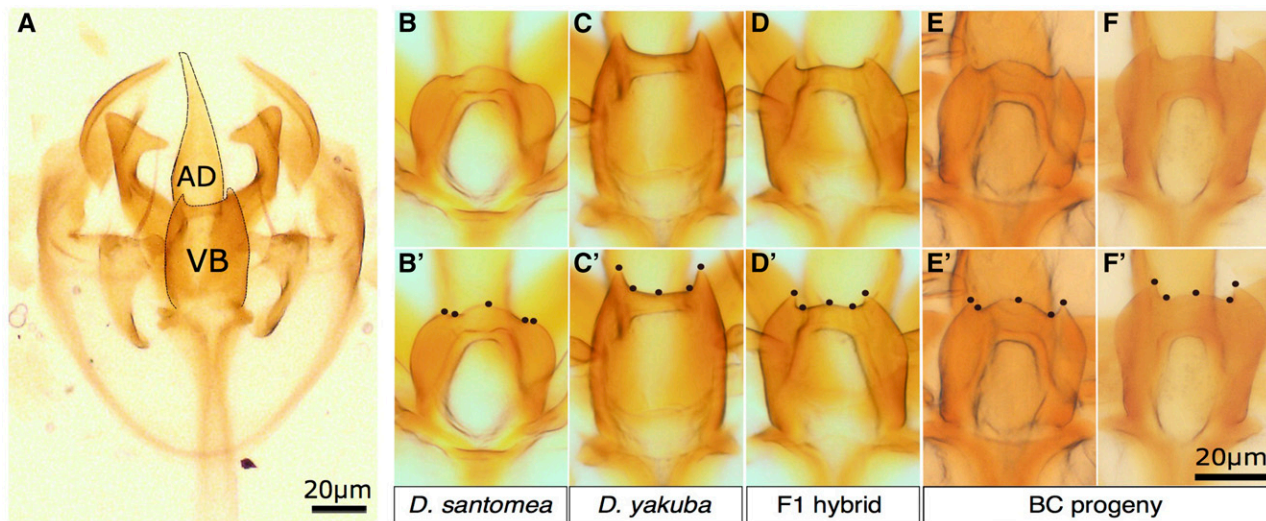 A
AD
VB
20μm
B
C
D
E
F
B'
C'
D'
E'
F'
20μm
D. santomea
D. yakuba
F1 hybrid
BC progeny